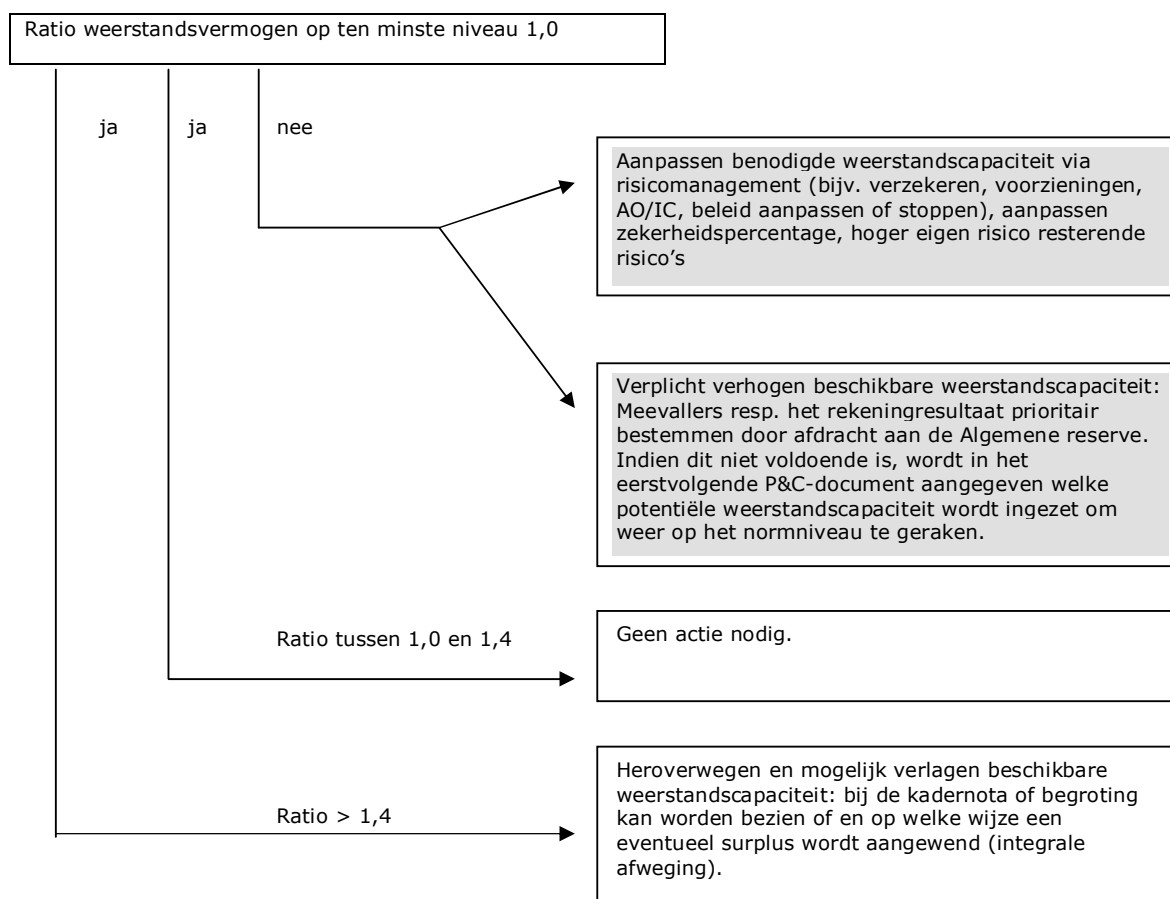 Ratio weerstandsvermogen op ten minste niveau 1,0
ja
ja
nee
Aanpassen benodigde weerstandscapaciteit via
risicomanagement (bijv. verzekeren, voorzieningen,
AO/IC, beleid aanpassen of stoppen), aanpassen
zekerheidspercentage, hoger eigen risico resterende
risico’s
Verplicht verhogen beschikbare weerstandscapaciteit:
Meevallers resp. het rekeningresultaat prioritair
bestemmen door afdracht aan de Algemene reserve.
Indien dit niet voldoende is, wordt in het
eerstvolgende P&C-document aangegeven welke
potentiële weerstandscapaciteit wordt ingezet om
weer op het normniveau te geraken.
Ratio tussen 1,0 en 1,4
Geen actie nodig.
Ratio > 1,4
Heroverwegen en mogelijk verlagen beschikbare
weerstandscapaciteit: bij de kadernota of begroting
kan worden bezien of en op welke wijze een
eventueel surplus wordt aangewend (integrale
afweging).